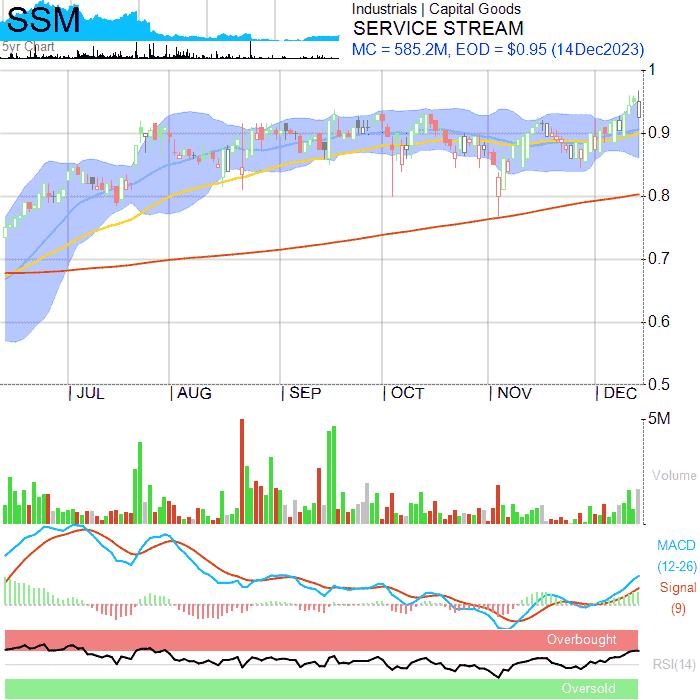 SSM
5yr Chart
Industrials | Capital Goods
SERVICE STREAM
MC = 585.2M, EOD = $0.95 (14Dec2023)
1
0.9
0.8
0.7
0.6
0.5
JUL AUG SEP OCT NOV DEC
5M
Volume
MACD
(12-26)
Signal
(9)
Overbought
RSI(14)
Oversold